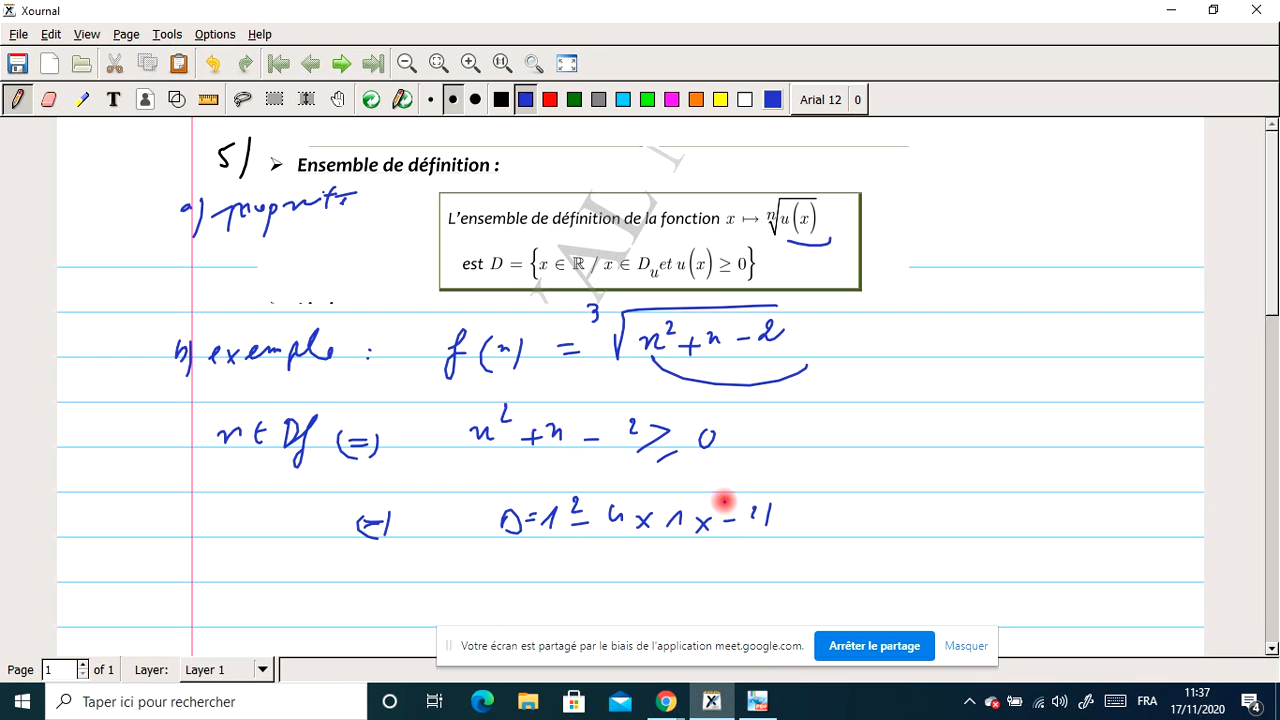 Xournal
File Edit View Page Tools Options Help
Arial 12 0
5) ➢ Ensemble de définition :
a) propriété
L'ensemble de définition de la fonction x ↦ ⁿ√u(x)
est D = {x ∈ ℝ / x ∈ D_u et u(x) ≥ 0}
b) exemple : f(x) = ³√x²+x-2
x ∈ Df (=) x²+x-2 ≥ 0
(=) Δ=1²-4×1×-2
Votre écran est partagé par le biais de l'application meet.google.com. Arrêter le partage Masquer
Page 1 of 1 Layer: Layer 1
Taper ici pour rechercher
FRA
11:37
17/11/2020
4